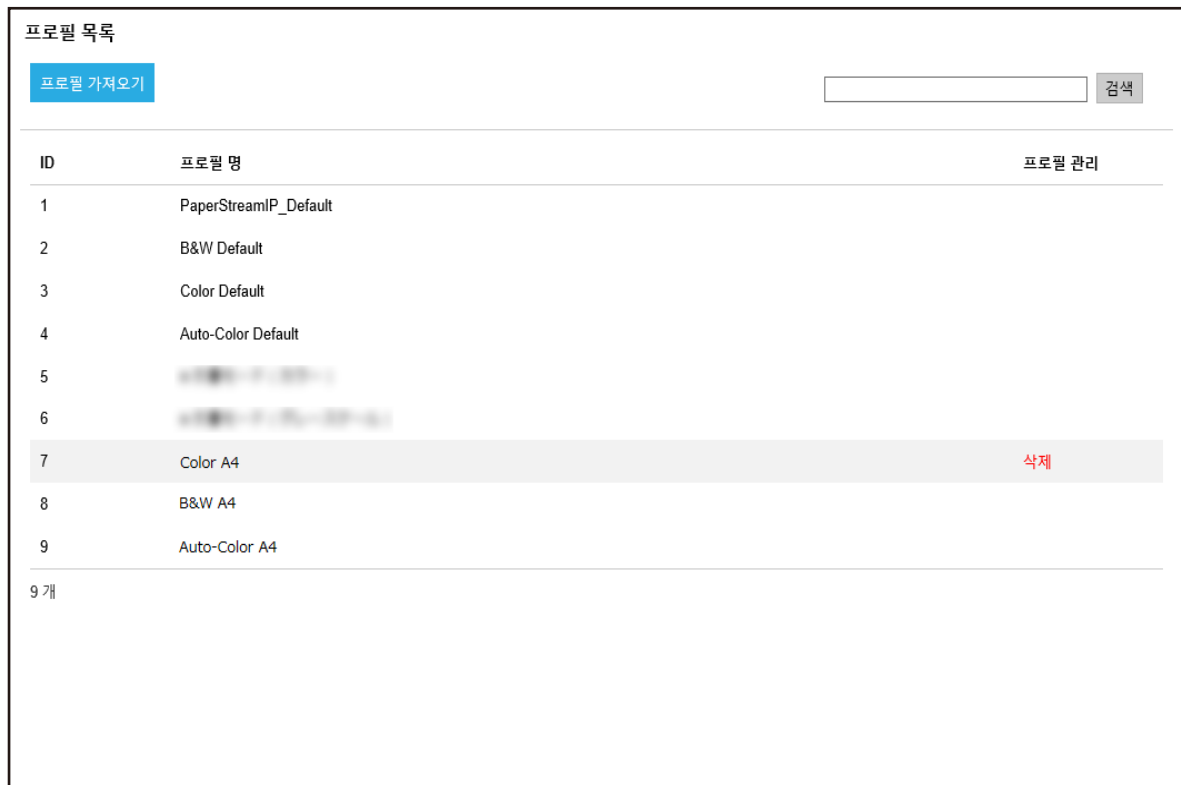 프로필 목록
프로필 가져오기
검색
ID 프로필 명 프로필 관리
1 PaperStreamIP_Default
2 B&W Default
3 Color Default
4 Auto-Color Default
5
6
7 Color A4 삭제
8 B&W A4
9 Auto-Color A4
9 개